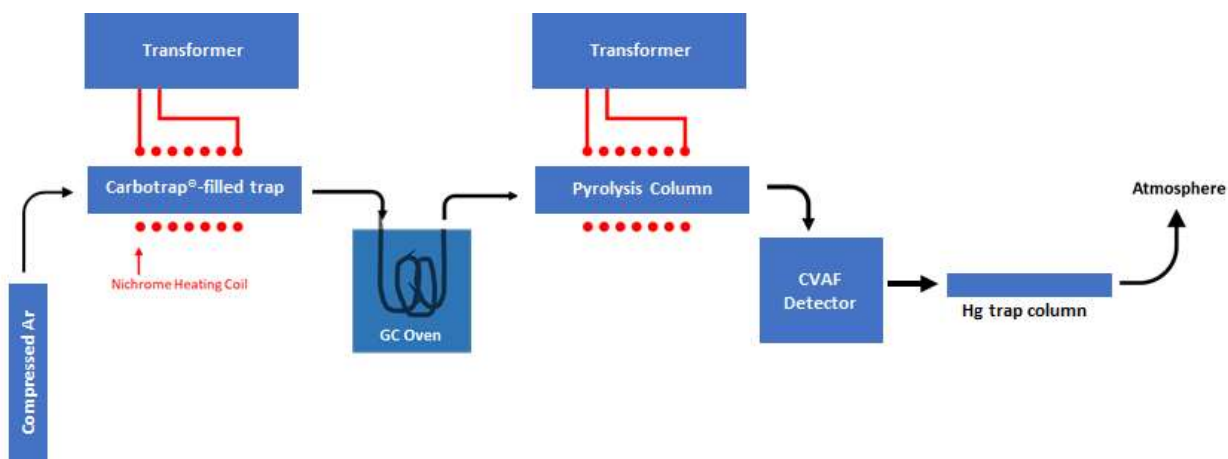 Transformer
Transformer
Carbotrap®-filled trap
Pyrolysis Column
Atmosphere
Nichrome Heating Coil
CVAF
Detector
GC Oven
Hg trap column
Compressed Ar